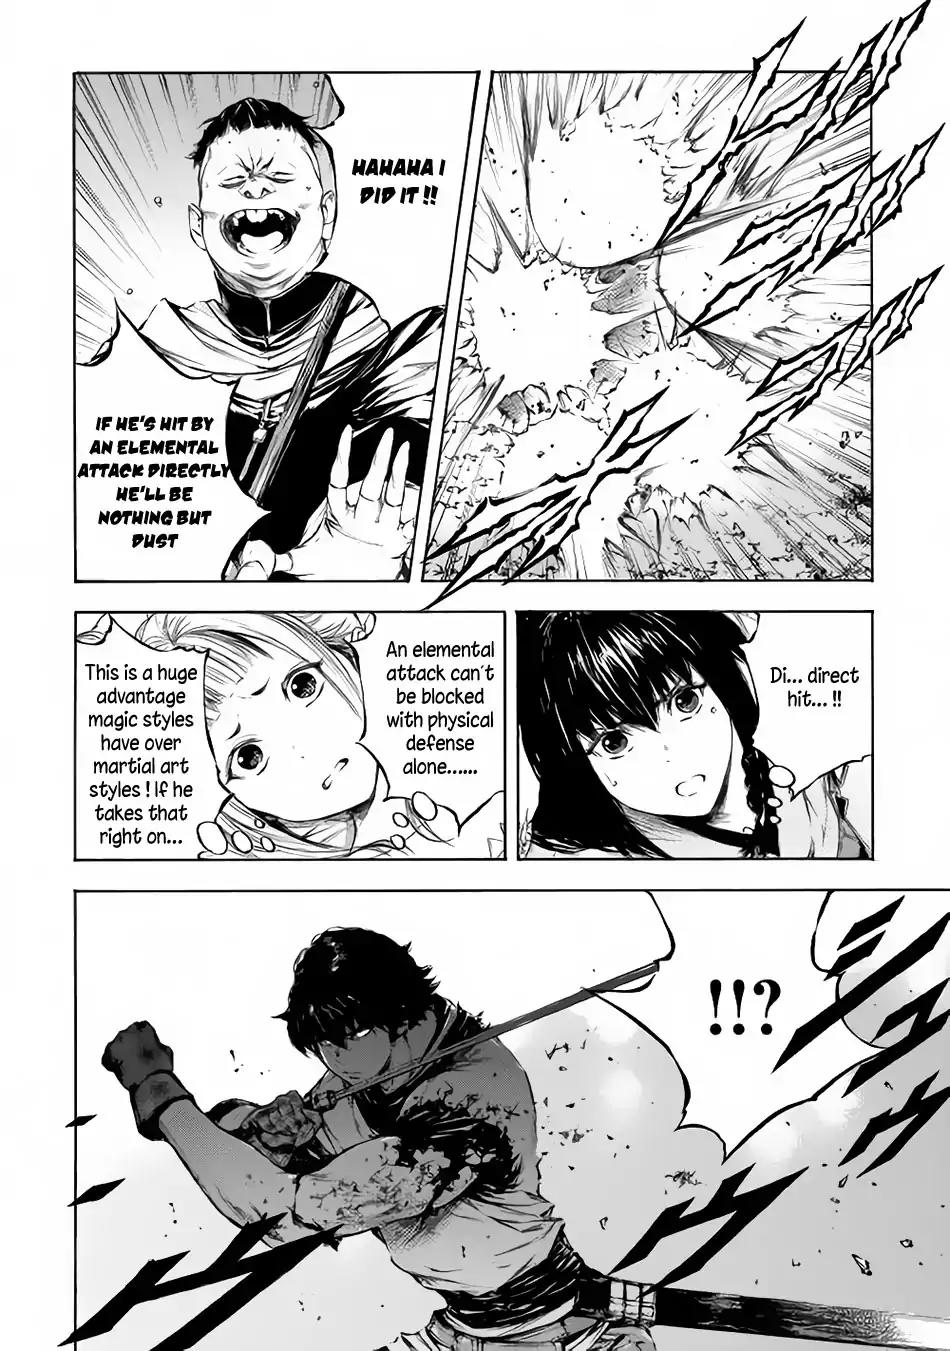 HAHAHA I
DID IT !!
IF HE'S HIT BY
AN ELEMENTAL
ATTACK DIRECTLY
HE'LL BE
NOTHING BUT
DUST
Di... direct
hit... !!
An elemental
attack can´t
be blocked
with physical
defense
alone......
This is a huge
advantage
magic styles
have over
martial art
styles ! If he
takes that
right on...
!!?